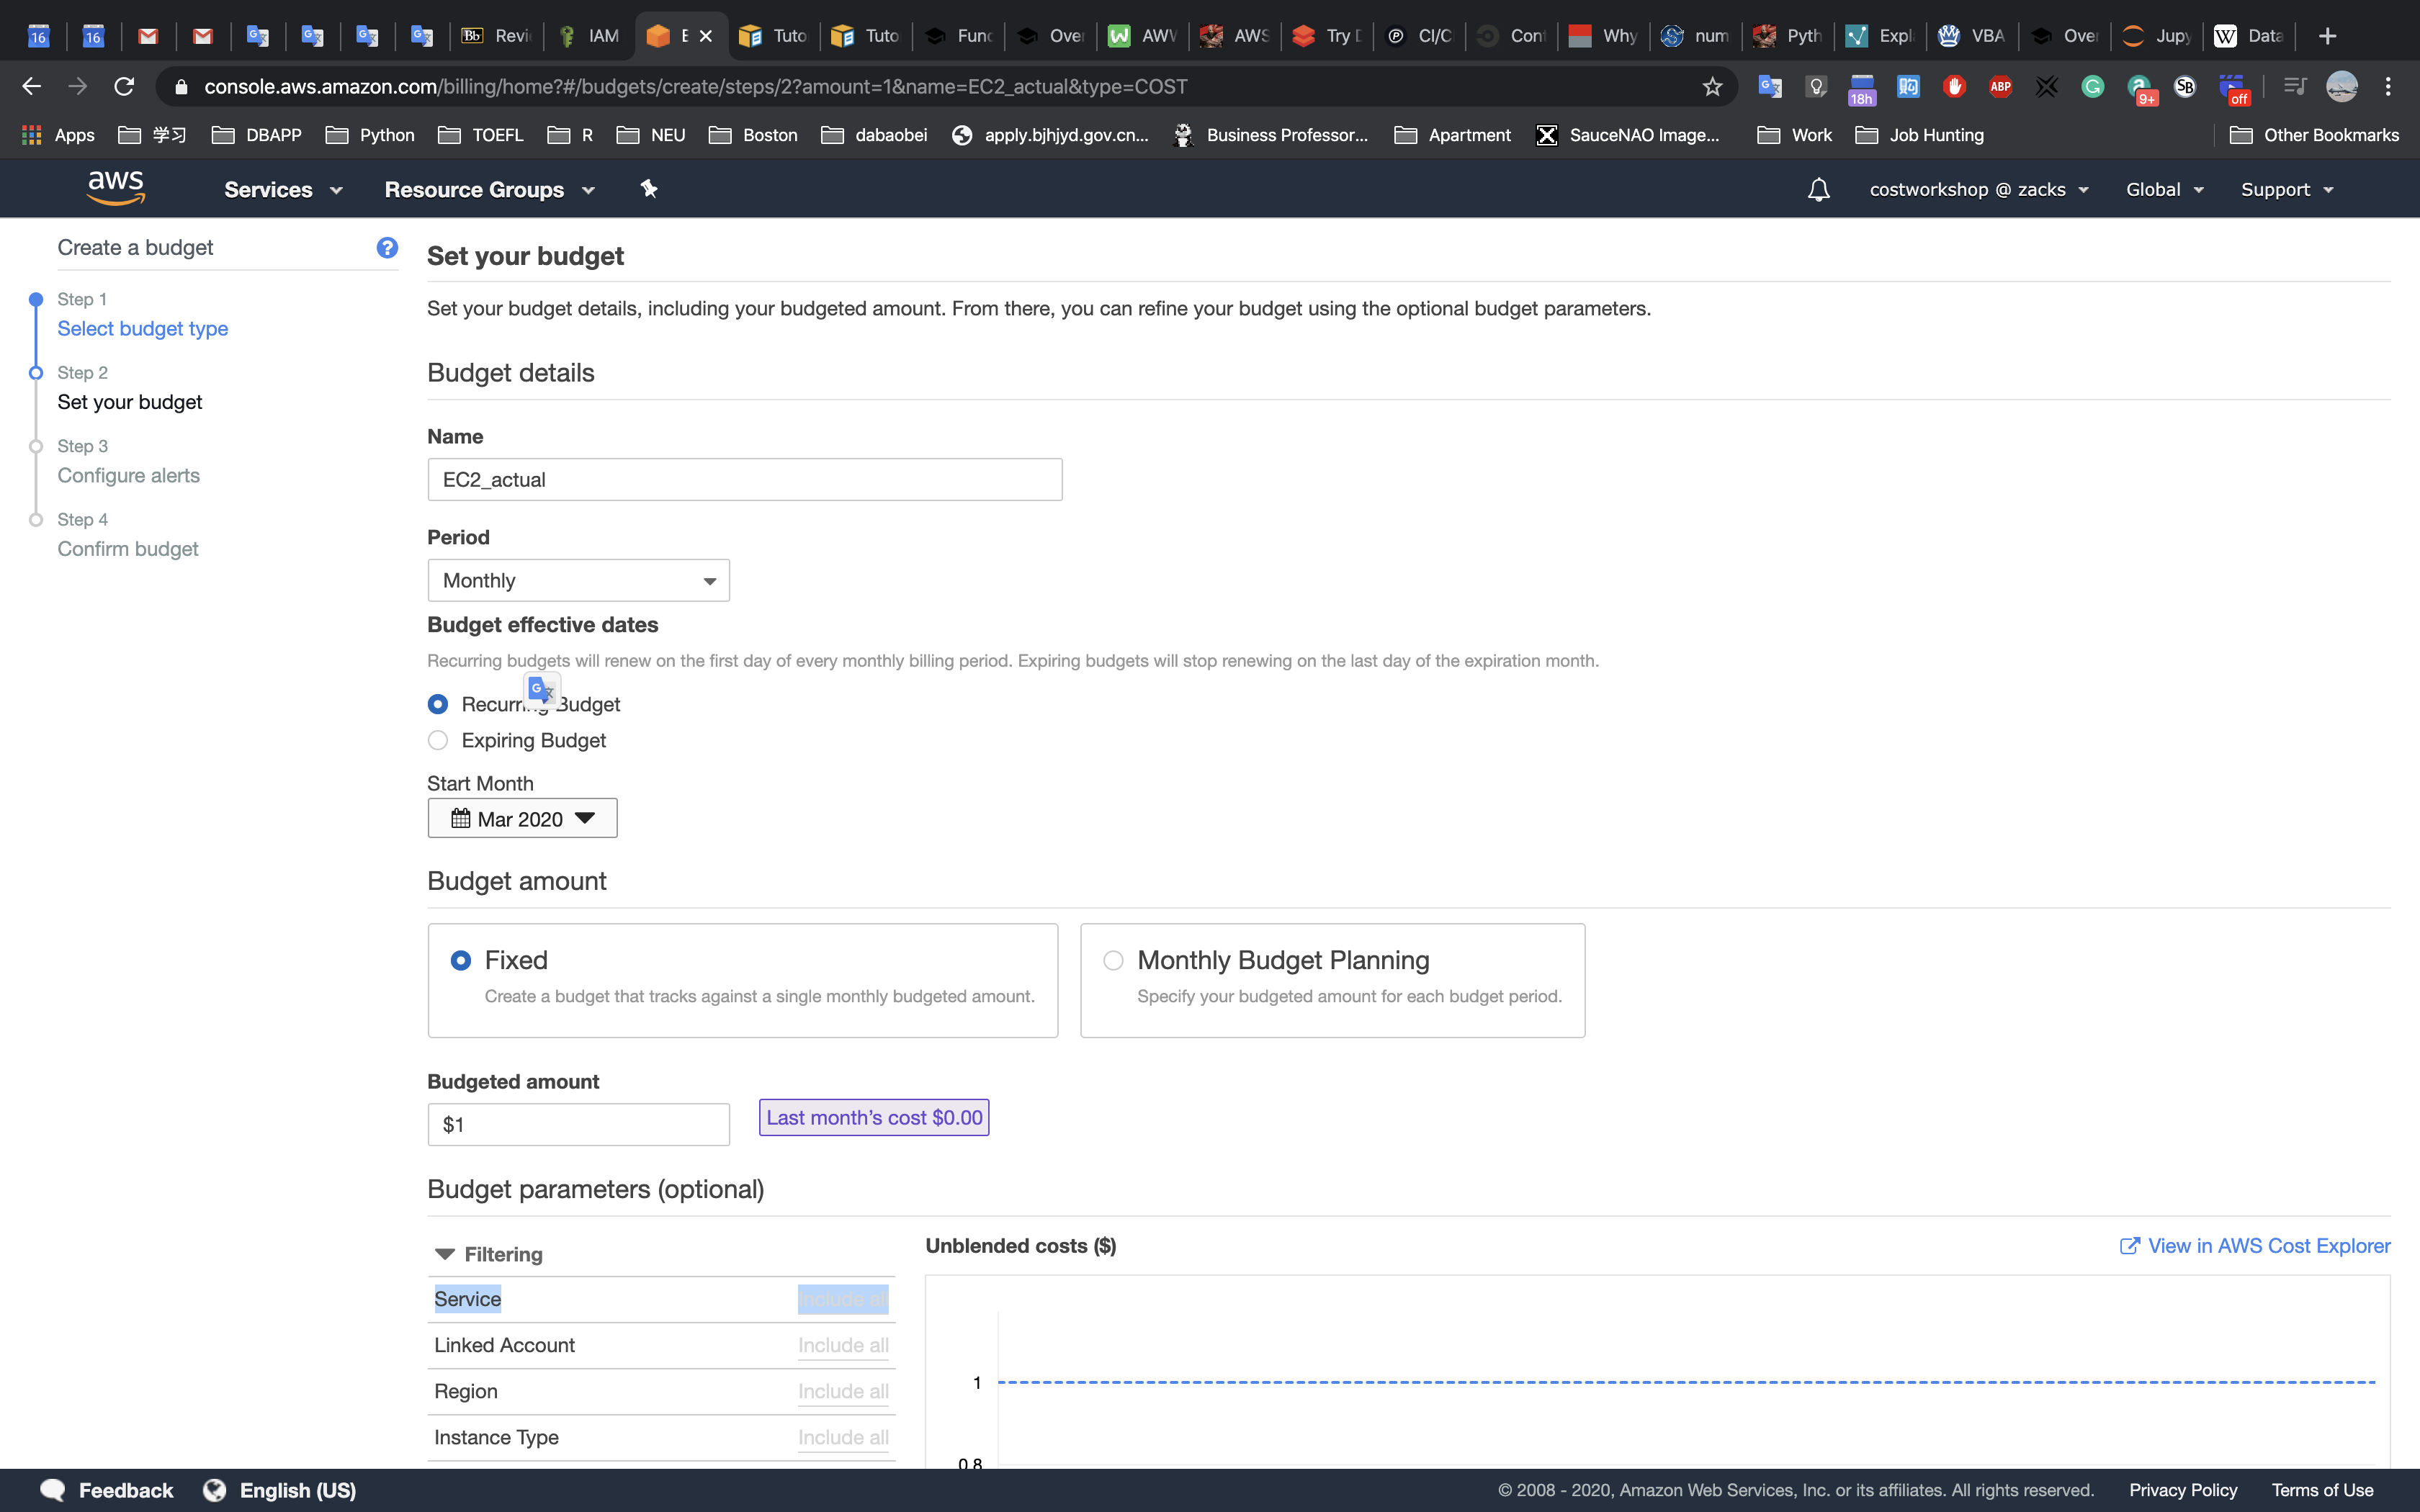 16
16
Bb Revi
IAM
E
Tuto
Tuto
Func
Over
AW
AWS
Try D
CI/C
Con
Why
num
Pyth
Expl
VBA
Over
Jupy
W Data
console.aws.amazon.com/billing/home?#/budgets/create/steps/2?amount=1&name=EC2_actual&type=COST
18h
ABP
9+
SB
off
Apps
学习
DBAPP
Python
TOEFL
R
NEU
Boston
dabaobei
apply.bjhjyd.gov.cn...
Business Professor...
Apartment
SauceNAO Image...
Work
Job Hunting
Other Bookmarks
aws
Services
Resource Groups
costworkshop @ zacks
Global
Support
Create a budget
?
Step 1
Select budget type
Step 2
Set your budget
Step 3
Configure alerts
Step 4
Confirm budget
Set your budget
Set your budget details, including your budgeted amount. From there, you can refine your budget using the optional budget parameters.
Budget details
Name
EC2_actual
Period
Monthly
Budget effective dates
Recurring budgets will renew on the first day of every monthly billing period. Expiring budgets will stop renewing on the last day of the expiration month.
Recurring Budget
Expiring Budget
Start Month
Mar 2020
Budget amount
Fixed
Create a budget that tracks against a single monthly budgeted amount.
Monthly Budget Planning
Specify your budgeted amount for each budget period.
Budgeted amount
$1
Last month's cost $0.00
Budget parameters (optional)
Filtering
Service Include all
Linked Account Include all
Region Include all
Instance Type Include all
Unblended costs ($)
View in AWS Cost Explorer
1
0.8
Feedback
English (US)
© 2008 - 2020, Amazon Web Services, Inc. or its affiliates. All rights reserved.
Privacy Policy
Terms of Use